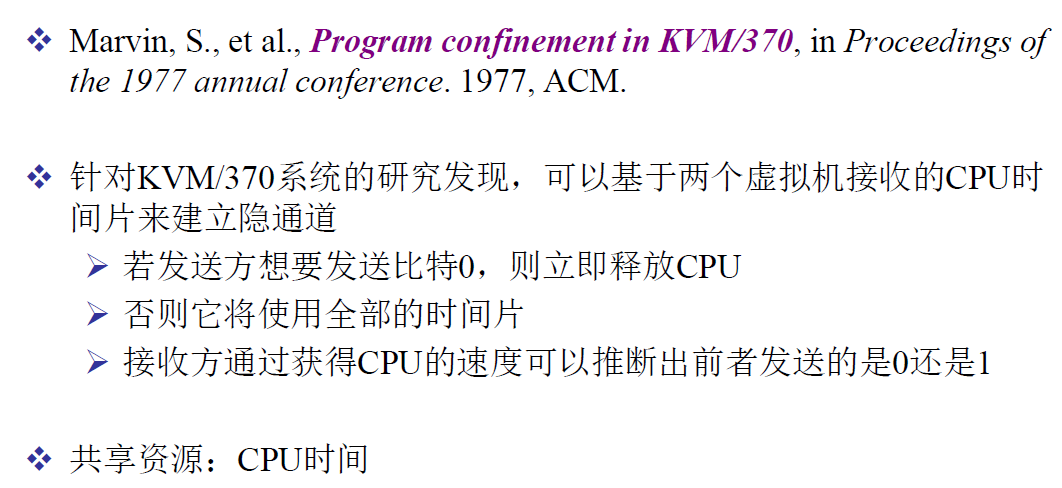 Marvin, S., et al., Program confinement in KVM/370, in Proceedings of
the 1977 annual conference. 1977, ACM.
针对KVM/370系统的研究发现，可以基于两个虚拟机接收的CPU时
间片来建立隐通道
若发送方想要发送比特0，则立即释放CPU
否则它将使用全部的时间片
接收方通过获得CPU的速度可以推断出前者发送的是0还是1
共享资源：CPU时间